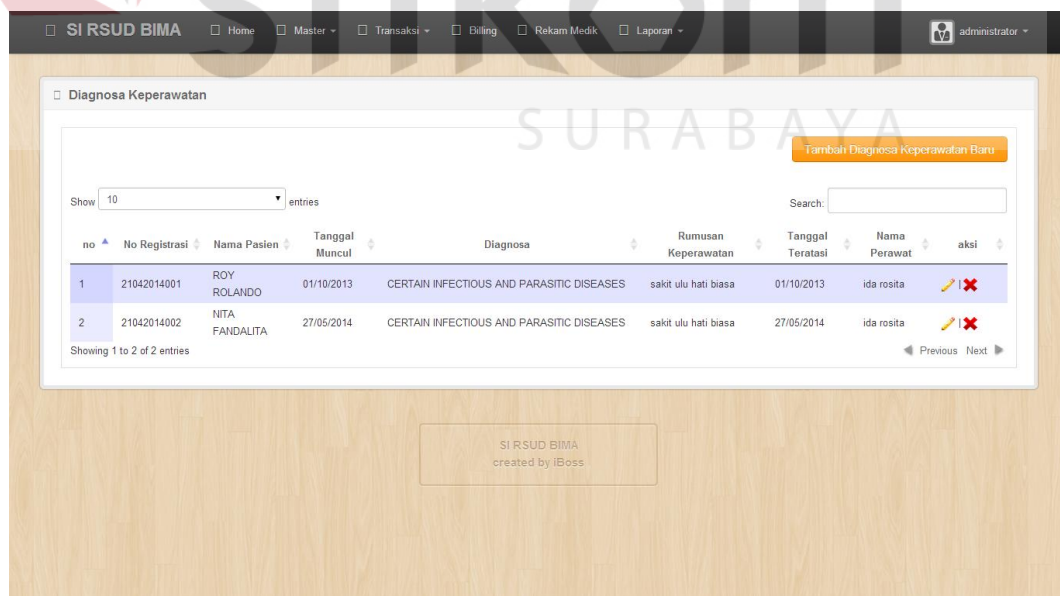 SI RSUD BIMA Home Master Transaksi Billing Rekam Medik Laporan administrator
Diagnosa Keperawatan
SURABAYA
Tambah Diagnosa Keperawatan Baru
Show 10 entries Search:
no No Registrasi Nama Pasien Tanggal Muncul Diagnosa Rumusan Keperawatan Tanggal Teratasi Nama Perawat aksi
1 21042014001 ROY ROLANDO 01/10/2013 CERTAIN INFECTIOUS AND PARASITIC DISEASES sakit ulu hati biasa 01/10/2013 ida rosita |
2 21042014002 NITA FANDALITA 27/05/2014 CERTAIN INFECTIOUS AND PARASITIC DISEASES sakit ulu hati biasa 27/05/2014 ida rosita |
Showing 1 to 2 of 2 entries Previous Next
SI RSUD BIMA
created by iBoss